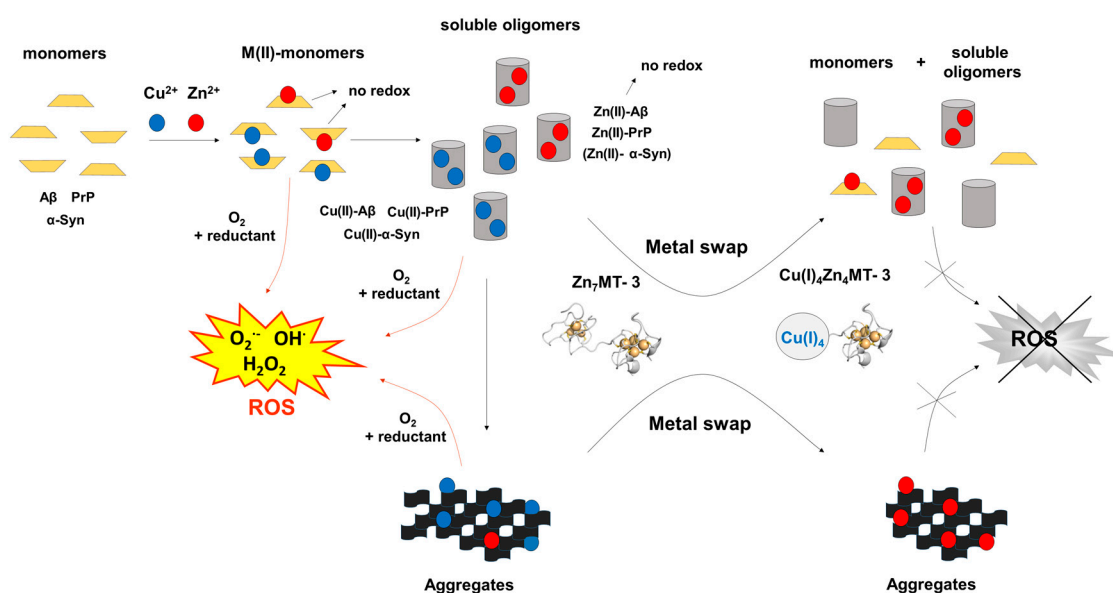 monomers
Cu²⁺ Zn²⁺
Aβ PrP
α-Syn
M(II)-monomers
no redox
O₂
+ reductant
soluble oligomers
Cu(II)-Aβ Cu(II)-PrP
Cu(II)-α-Syn
no redox
Zn(II)-Aβ
Zn(II)-PrP
(Zn(II)- α-Syn)
O₂
+ reductant
O₂·⁻ OH·
H₂O₂
ROS
O₂
+ reductant
Aggregates
Metal swap
Zn₇MT- 3
Cu(I)₄Zn₄MT- 3
Cu(I)₄
Metal swap
monomers + soluble
oligomers
ROS
Aggregates